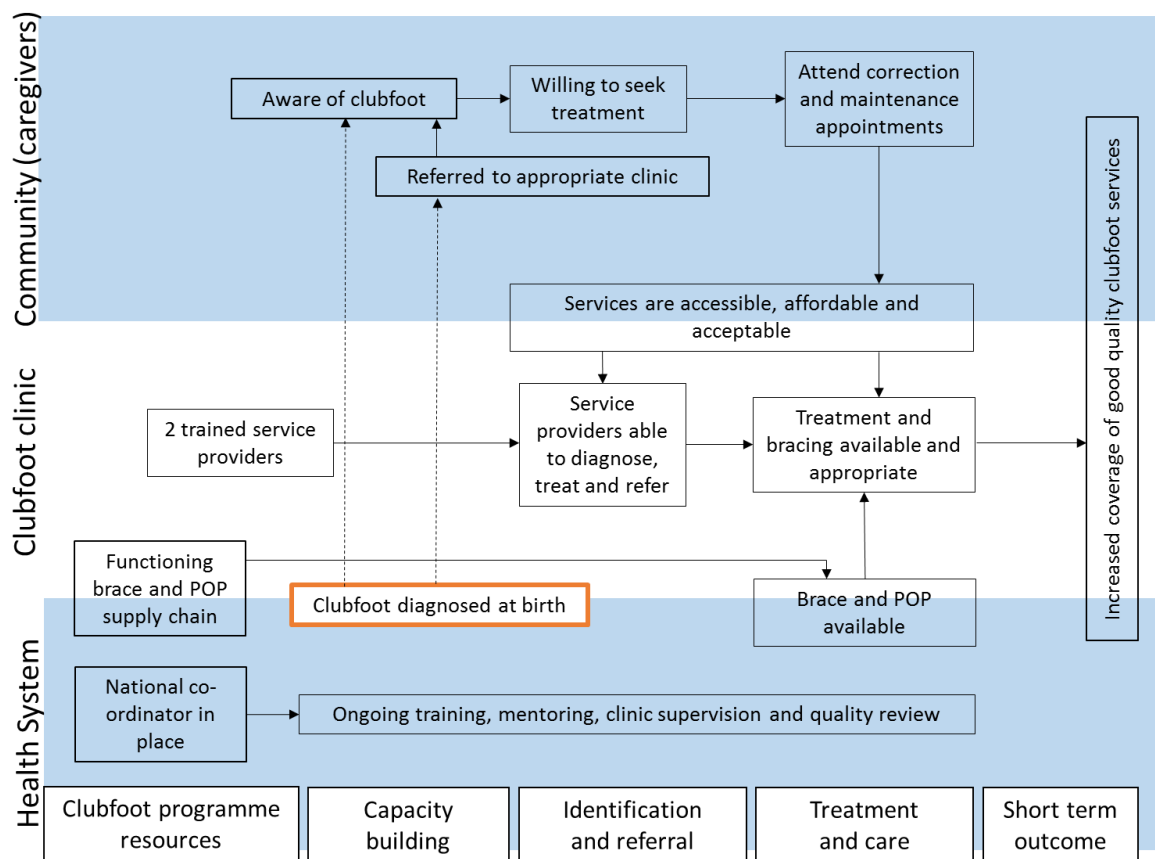 Community (caregivers)
Aware of clubfoot
Willing to seek
treatment
Attend correction
and maintenance
appointments
Referred to appropriate clinic
Services are accessible, affordable and
acceptable
Clubfoot clinic
2 trained service
providers
Service
providers able
to diagnose,
treat and refer
Treatment and
bracing available and
appropriate
Increased coverage of good quality clubfoot services
Functioning
brace and POP
supply chain
Clubfoot diagnosed at birth
Brace and POP
available
Health System
National co-
ordinator in
place
Ongoing training, mentoring, clinic supervision and quality review
Clubfoot programme
resources
Capacity
building
Identification
and referral
Treatment
and care
Short term
outcome